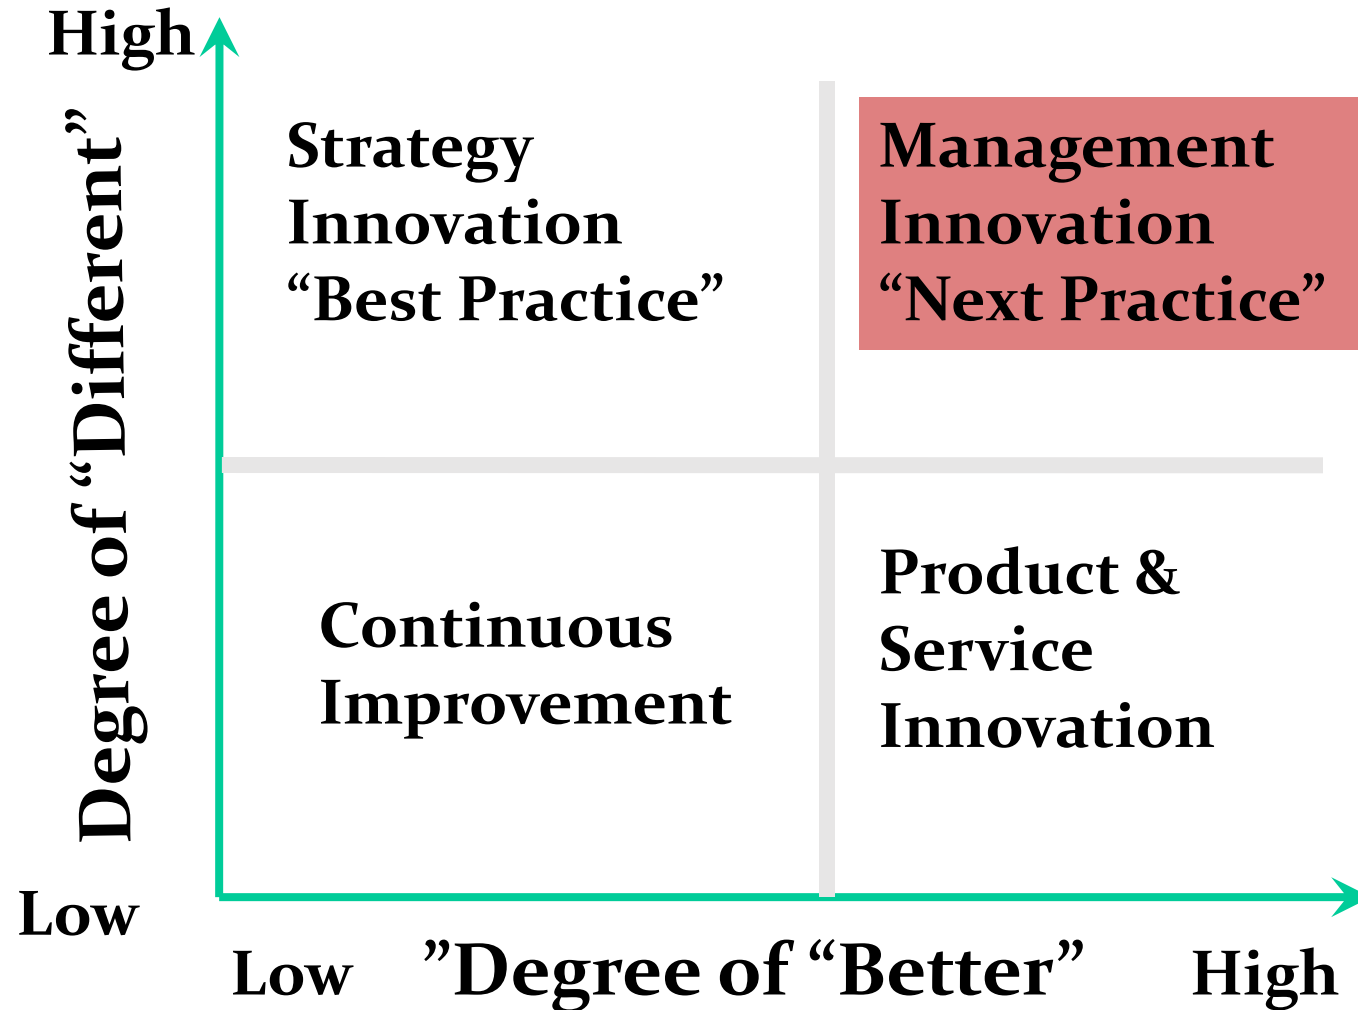 High
Degree of “Different”
Strategy
Innovation
“Best Practice”
Management
Innovation
“Next Practice”
Continuous
Improvement
Product &
Service
Innovation
Low
Low
”Degree of “Better”
High